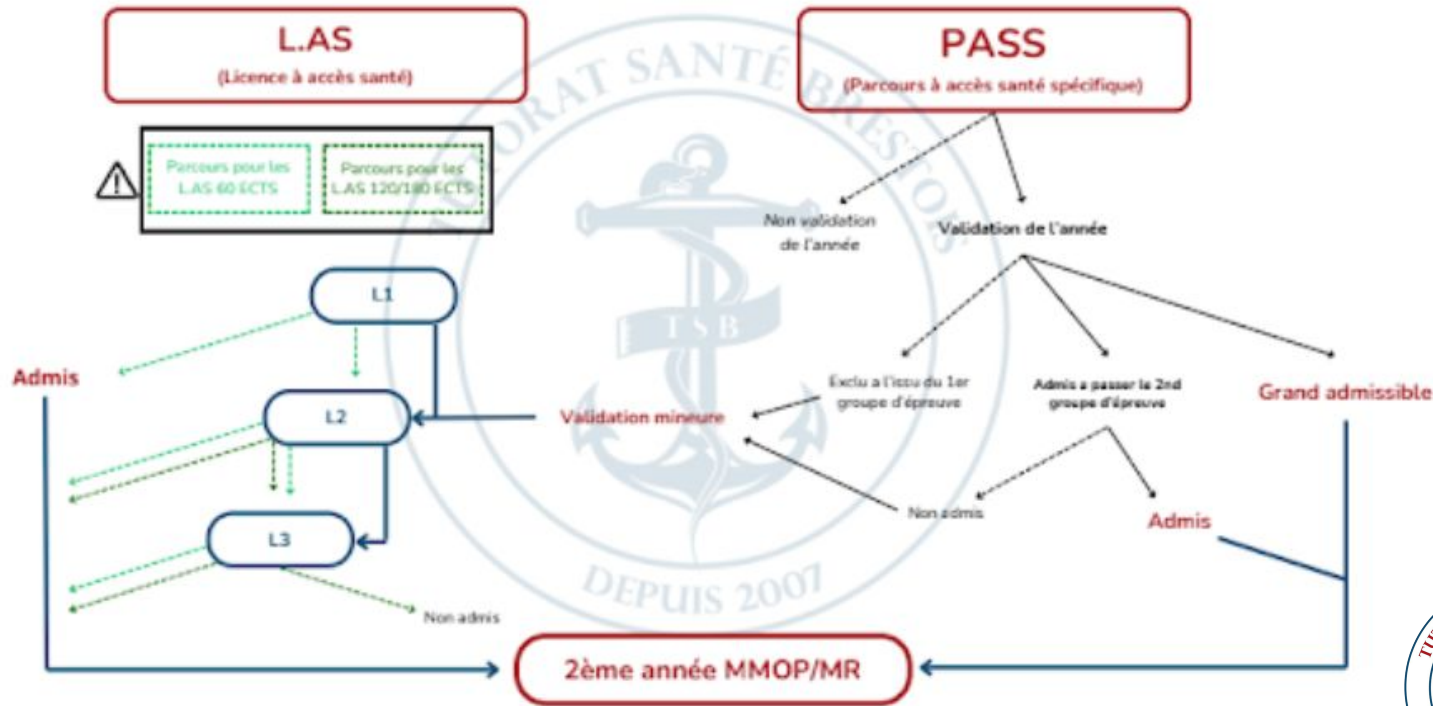 L.AS
(Licence à accès santé)
PASS
(Parcours à accès santé spécifique)
Parcours pour les
L.AS 60 ECTS
Parcours pour les
L.AS 120/180 ECTS
TUTORAT SANTÉ BRESTOIS
TSB
DEPUIS 2007
Non validation
de l'année
Validation de l'année
L1
Admis
L2
Validation mineure
Exclu a l'issu du 1er
groupe d'épreuve
Admis a passer le 2nd
groupe d'épreuve
Grand admissible
L3
Non admis
Admis
Non admis
2ème année MMOP/MR